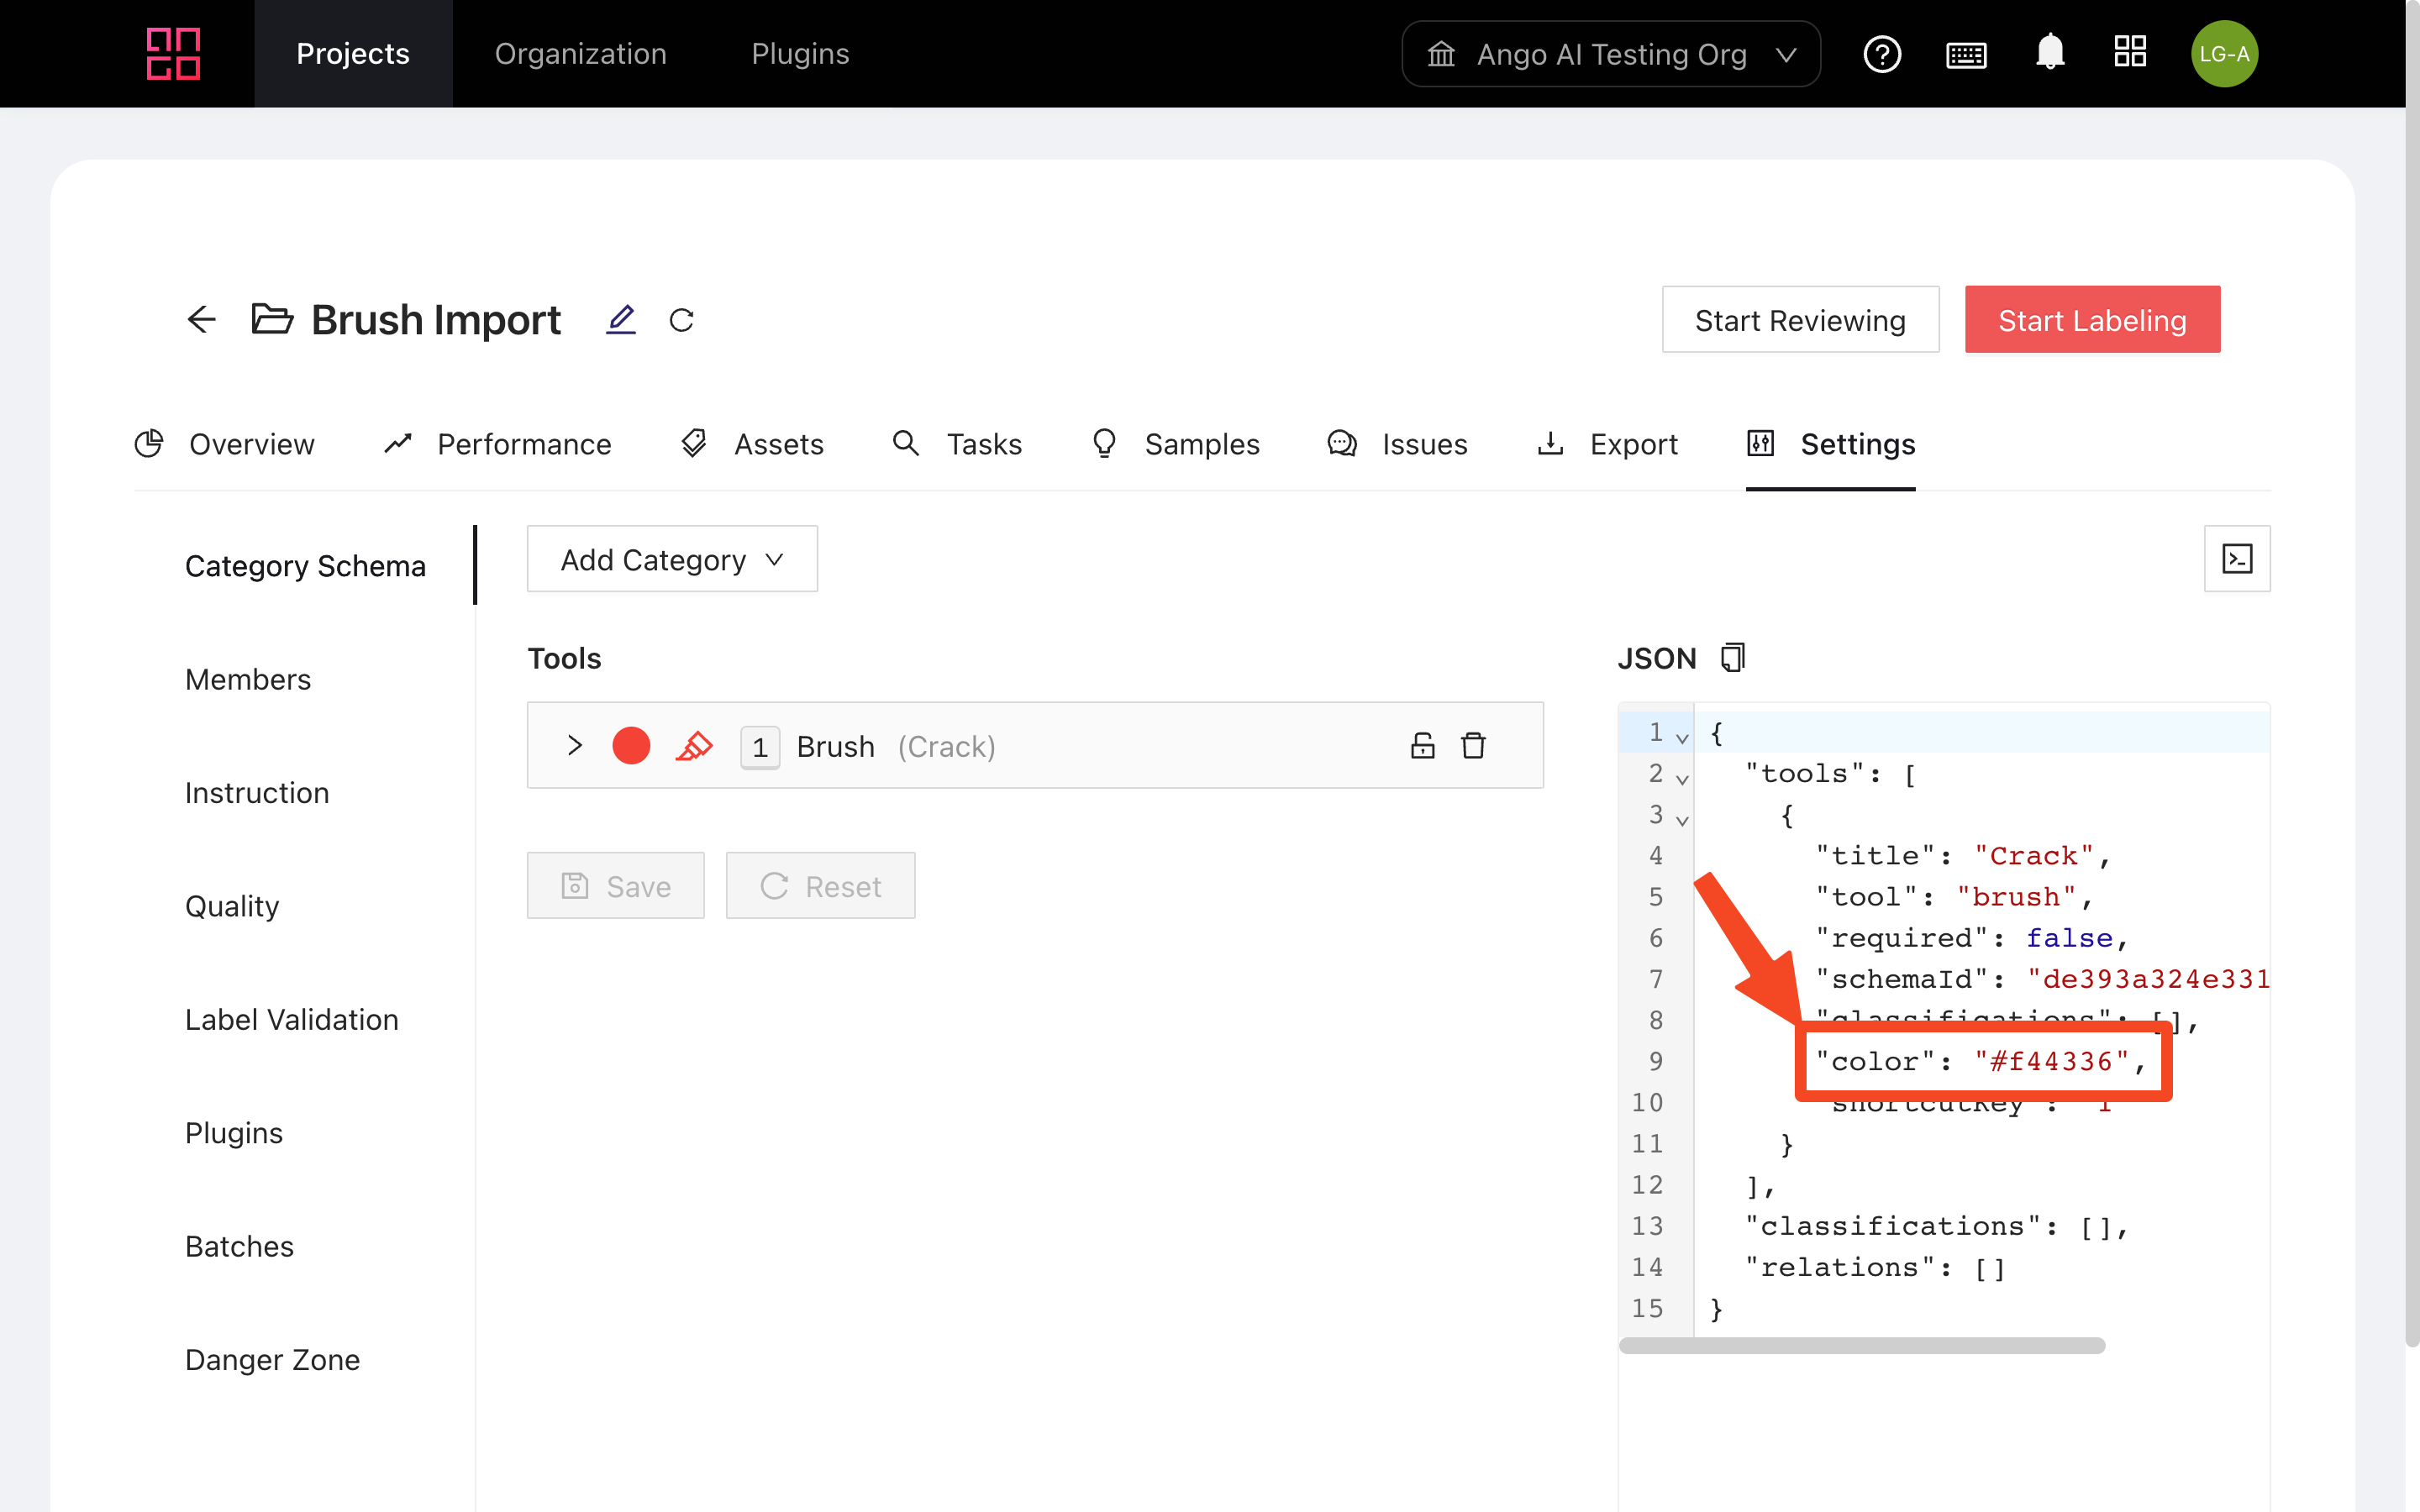 Projects
Organization
Plugins
Ango AI Testing Org
LG-A
Brush Import
Start Reviewing
Start Labeling
Overview
Performance
Assets
Tasks
Samples
Issues
Export
Settings
Category Schema
Members
Instruction
Quality
Label Validation
Plugins
Batches
Danger Zone
Add Category
Tools
1 Brush (Crack)
Save
Reset
JSON
1 {
2 "tools": [
3 {
4 "title": "Crack",
5 "tool": "brush",
6 "required": false,
7 "schemaId": "de393a324e331
8 "classifications": [],
9 "color": "#f44336",
10 "shortcutKey": "1"
11 }
12 ],
13 "classifications": [],
14 "relations": []
15 }